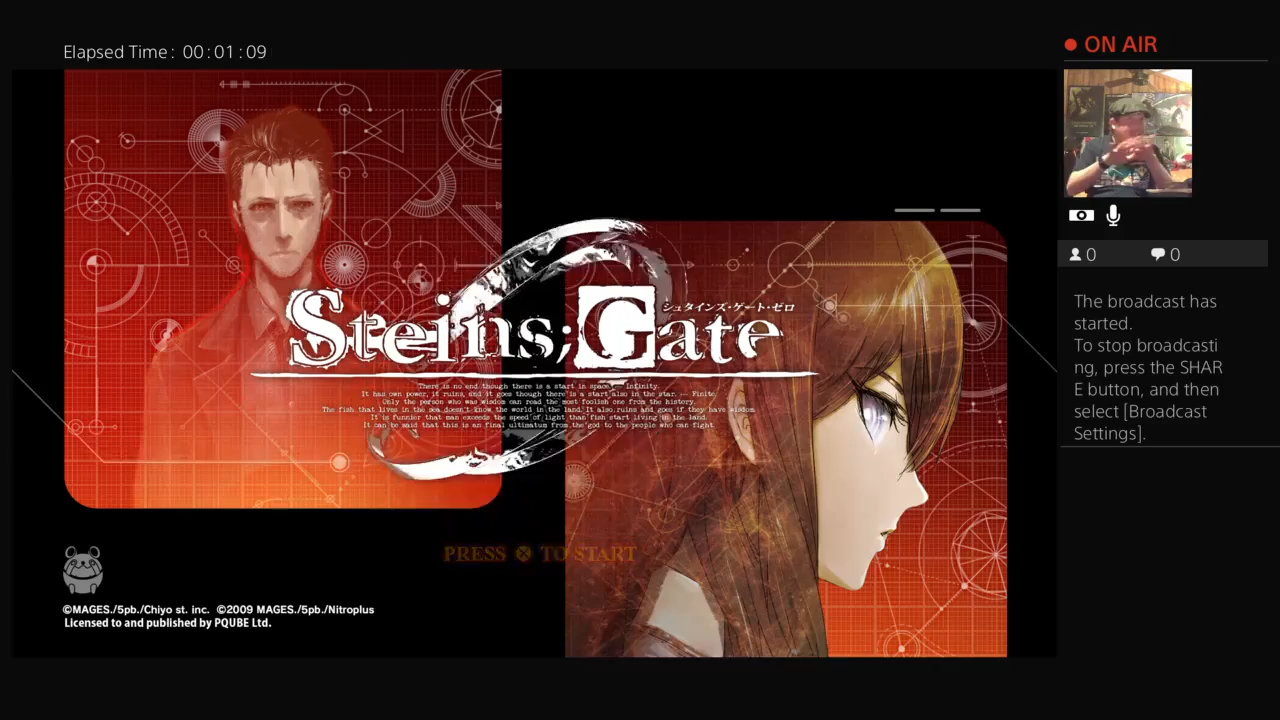 Elapsed Time: 00:01:09
ON AIR
0
0
The broadcast has
started.
To stop broadcasti
ng, press the SHAR
E button, and then
select [Broadcast
Settings].
Steins;Gate
シュタインズ・ゲート・ゼロ
There is no end though there is a start in space. — Infinity.
It has own power, it ruins, and it goes though there is a start also in the star. — Finite.
Only the person who was wisdom can read the most foolish one from the history.
The fish that lives in the sea doesn't know the world in the land. It also ruins and goes if they have wisdom.
It is funnier that man exceeds the speed of light than fish start living in the land.
It can be said that this is an final ultimatum from the god to the people who can fight.
PRESS TO START
©MAGES./5pb./Chiyo st. inc. ©2009 MAGES./5pb./Nitroplus
Licensed to and published by PQUBE Ltd.